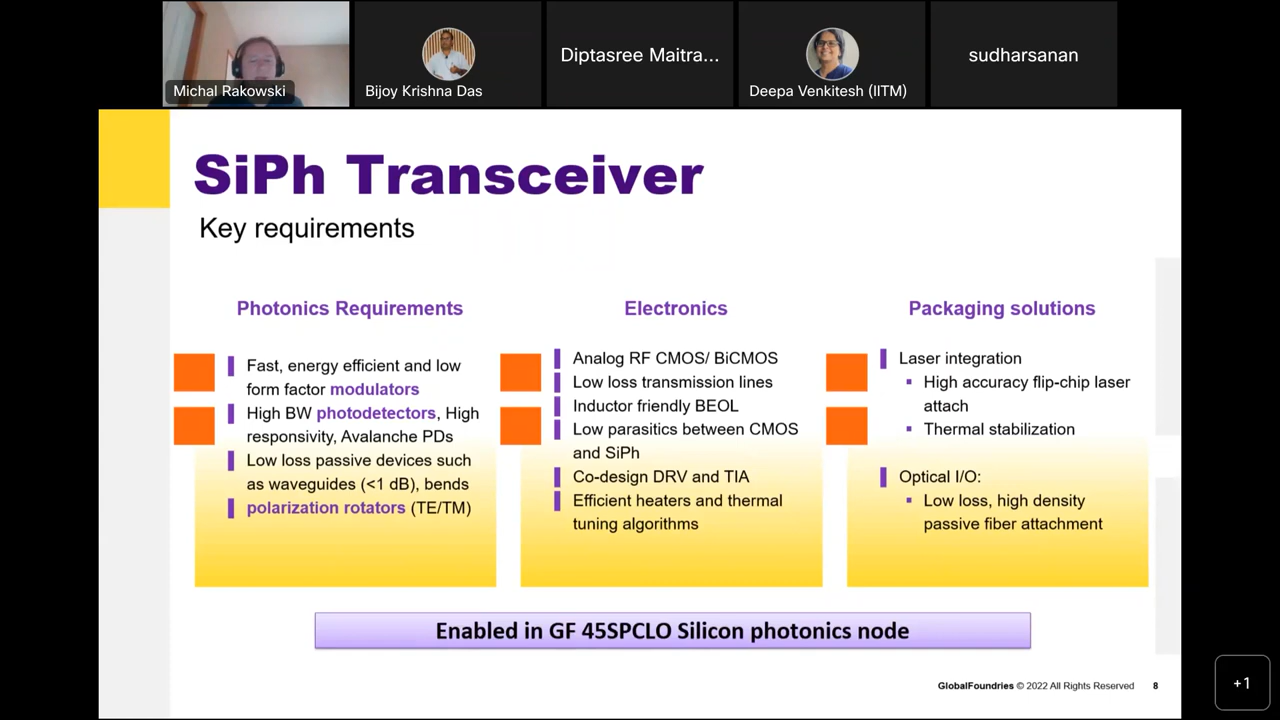 Michal Rakowski
Bijoy Krishna Das
Diptasree Maitra...
Deepa Venkitesh (IITM)
sudharsanan
SiPh Transceiver
Key requirements
Photonics Requirements
Fast, energy efficient and low
form factor modulators
High BW photodetectors, High
responsivity, Avalanche PDs
Low loss passive devices such
as waveguides (<1 dB), bends
polarization rotators (TE/TM)
Electronics
Analog RF CMOS/ BiCMOS
Low loss transmission lines
Inductor friendly BEOL
Low parasitics between CMOS
and SiPh
Co-design DRV and TIA
Efficient heaters and thermal
tuning algorithms
Packaging solutions
Laser integration
High accuracy flip-chip laser
attach
Thermal stabilization
Optical I/O:
Low loss, high density
passive fiber attachment
Enabled in GF 45SPCLO Silicon photonics node
GlobalFoundries © 2022 All Rights Reserved 8
+1